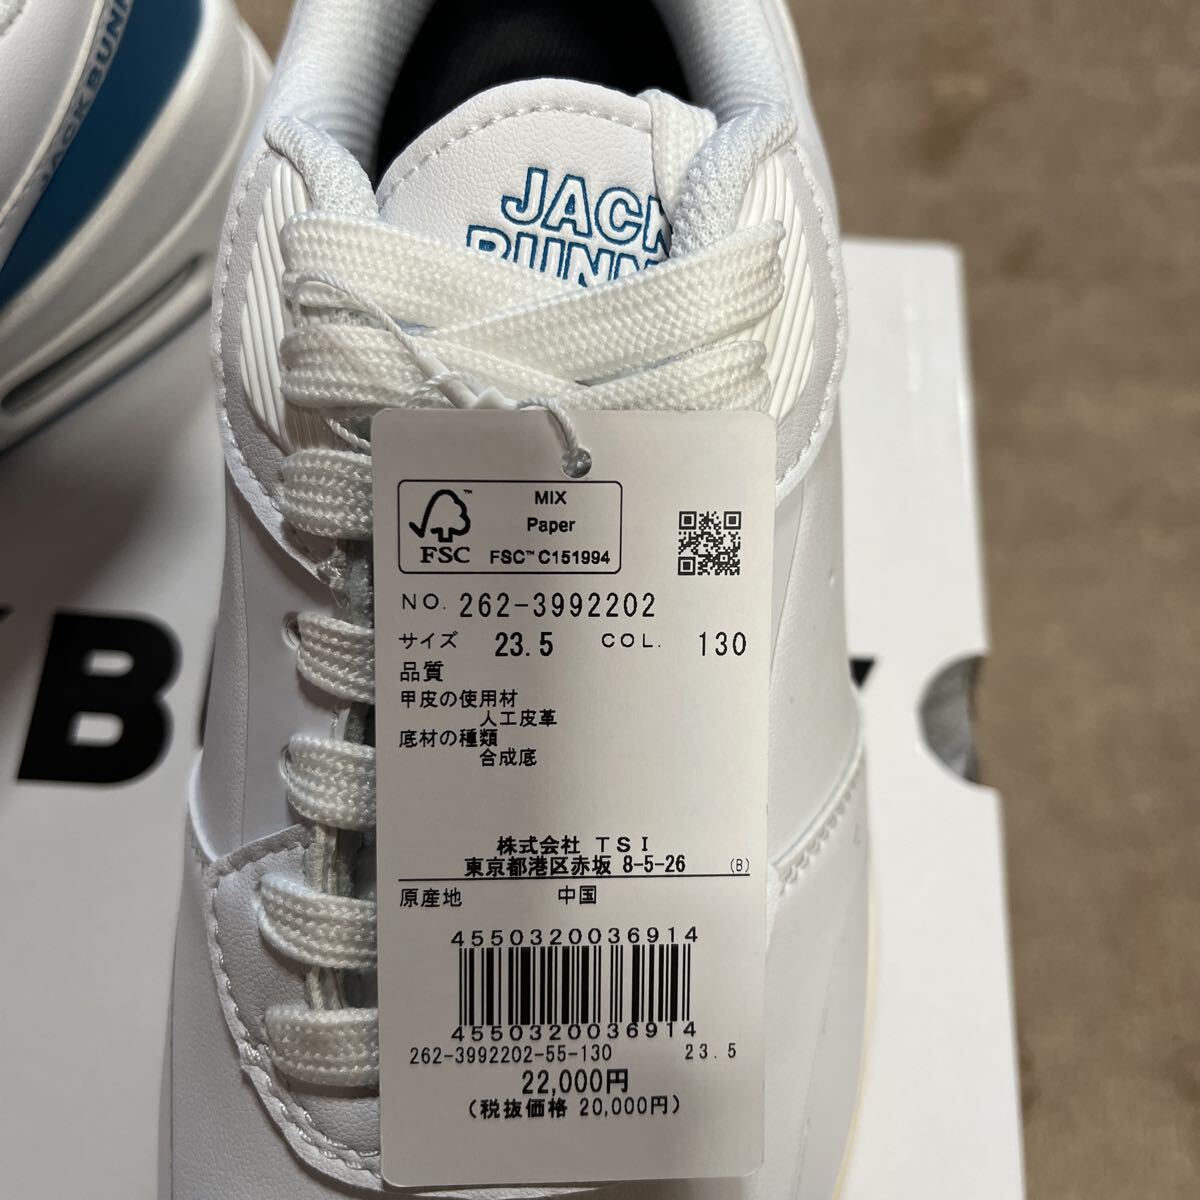 JACK BUNN
JACK
BUNN
MIX
Paper
FSC
FSC™ C151994
NO. 262-3992202
サイズ 23.5 COL. 130
品質
甲皮の使用材
人工皮革
底材の種類
合成底
株式会社 TSI
東京都港区赤坂 8-5-26 (B)
原産地 中国
4550320036914
4550320036914
262-3992202-55-130 23.5
22,000円
(税抜価格 20,000円)